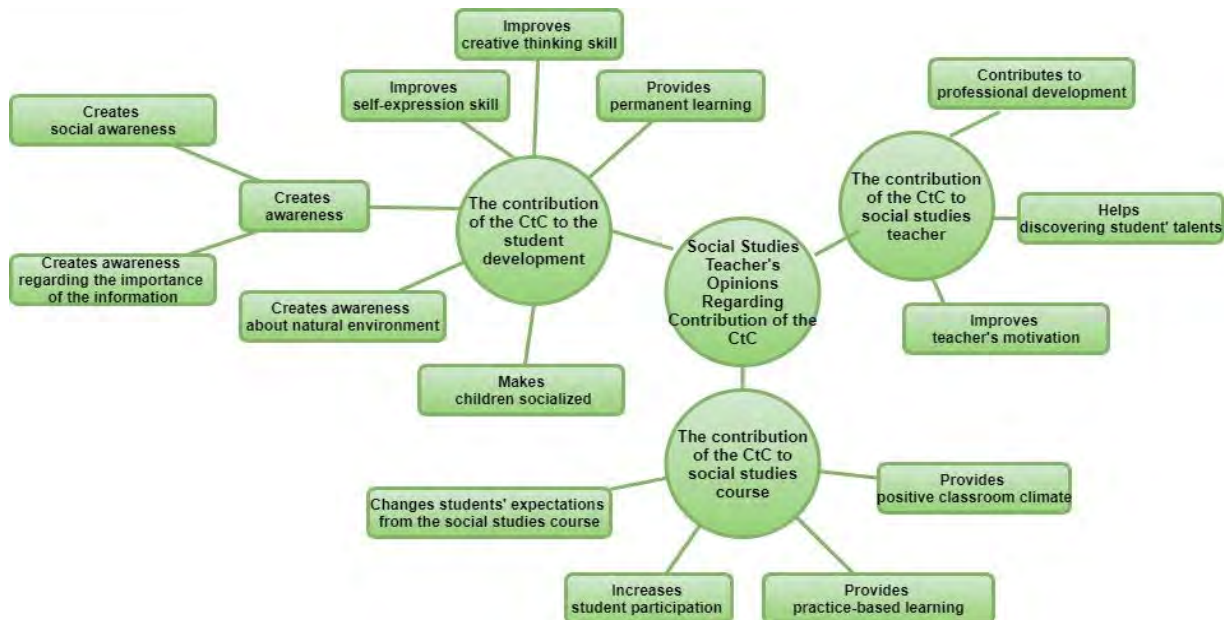 Improves
creative thinking skill
Improves
self-expression skill
Provides
permanent learning
Creates
social awareness
Creates
awareness
Creates awareness
regarding the importance
of the information
Creates awareness
about natural environment
Makes
children socialized
The contribution
of the CtC to the
student
development
Social Studies
Teacher's
Opinions
Regarding
Contribution of the
CtC
Contributes to
professional development
The contribution
of the CtC to
social studies
teacher
Helps
discovering student' talents
Improves
teacher's motivation
The contribution
of the CtC to
social studies
course
Changes students' expectations
from the social studies course
Increases
student participation
Provides
practice-based learning
Provides
positive classroom climate